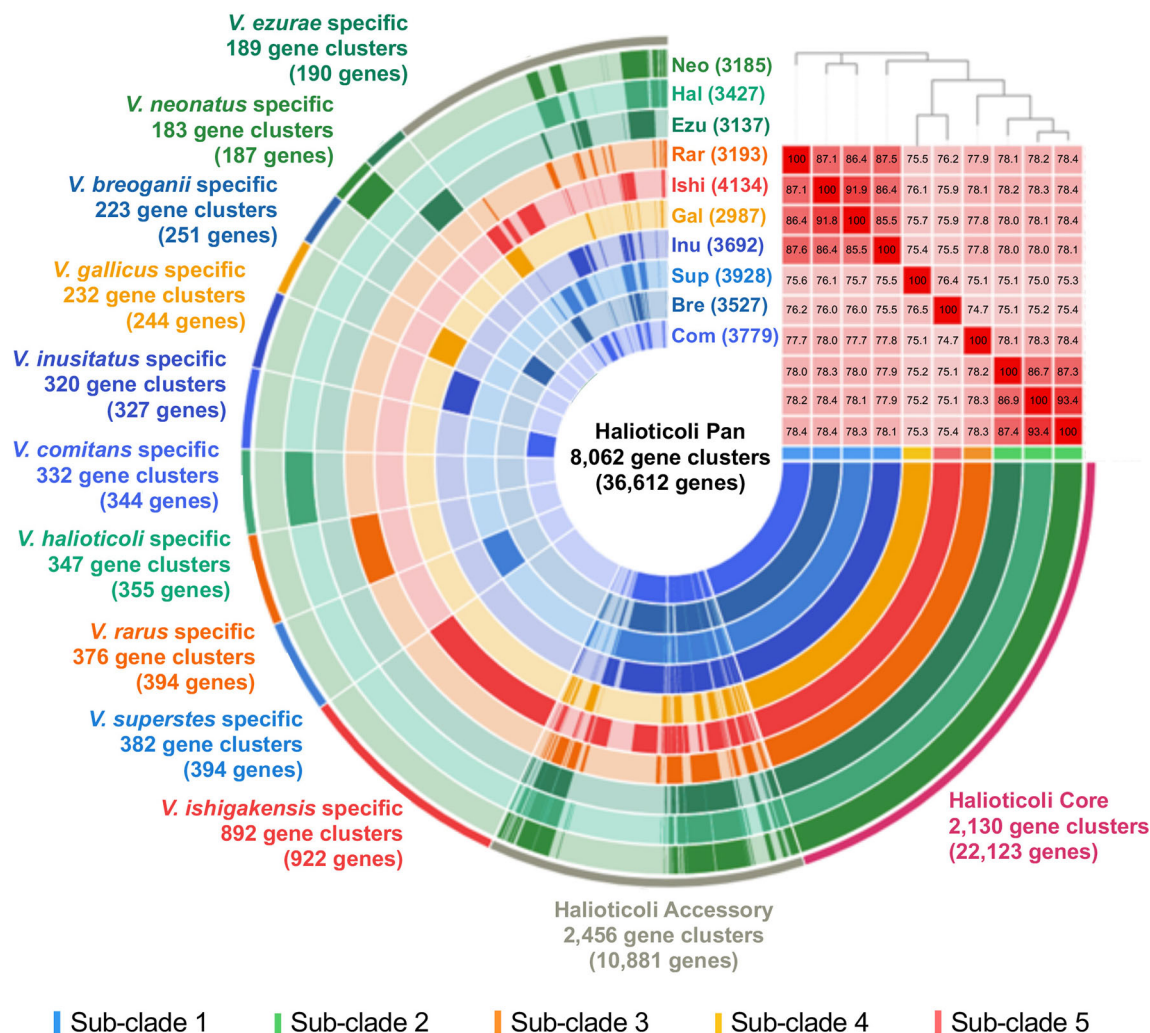 V. ezurae specific
189 gene clusters
(190 genes)
V. neonatus specific
183 gene clusters
(187 genes)
V. breoganii specific
223 gene clusters
(251 genes)
V. gallicus specific
232 gene clusters
(244 genes)
V. inusitatus specific
320 gene clusters
(327 genes)
V. comitans specific
332 gene clusters
(344 genes)
V. halioticoli specific
347 gene clusters
(355 genes)
V. rarus specific
376 gene clusters
(394 genes)
V. superstes specific
382 gene clusters
(394 genes)
V. ishigakensis specific
892 gene clusters
(922 genes)
Neo (3185)
Hal (3427)
Ezu (3137)
Rar (3193)
Ishi (4134)
Gal (2987)
Inu (3692)
Sup (3928)
Bre (3527)
Com (3779)
100 87.1 86.4 87.5 75.5 76.2 77.9 78.1 78.2 78.4
87.1 100 91.9 86.4 76.1 75.9 78.1 78.2 78.3 78.4
86.4 91.8 100 85.5 75.7 75.9 77.8 78.0 78.1 78.4
87.6 86.4 85.5 100 75.4 75.5 77.8 78.0 78.0 78.1
75.6 76.1 75.7 75.5 100 76.4 75.1 75.1 75.0 75.3
76.2 76.0 76.0 75.5 76.5 100 74.7 75.1 75.2 75.4
77.7 78.0 77.7 77.8 75.1 74.7 100 78.1 78.3 78.4
78.0 78.3 78.0 77.9 75.2 75.1 78.2 100 86.7 87.3
78.2 78.4 78.1 77.9 75.2 75.1 78.3 86.9 100 93.4
78.4 78.4 78.3 78.1 75.3 75.4 78.3 87.4 93.4 100
Halioticoli Pan
8,062 gene clusters
(36,612 genes)
Halioticoli Core
2,130 gene clusters
(22,123 genes)
Halioticoli Accessory
2,456 gene clusters
(10,881 genes)
Sub-clade 1
Sub-clade 2
Sub-clade 3
Sub-clade 4
Sub-clade 5